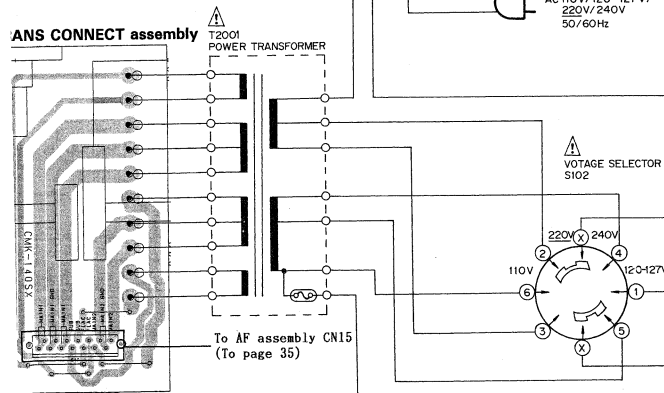 AC110V/120-127V/
220V/240V
50/60Hz
ANS CONNECT assembly
T2001
POWER TRANSFORMER
VOTAGE SELECTOR
S102
220V
240V
X
2
4
110V
120-127V
6
1
3
5
X
CMK-140SX
To AF assembly CN15
(To page 35)